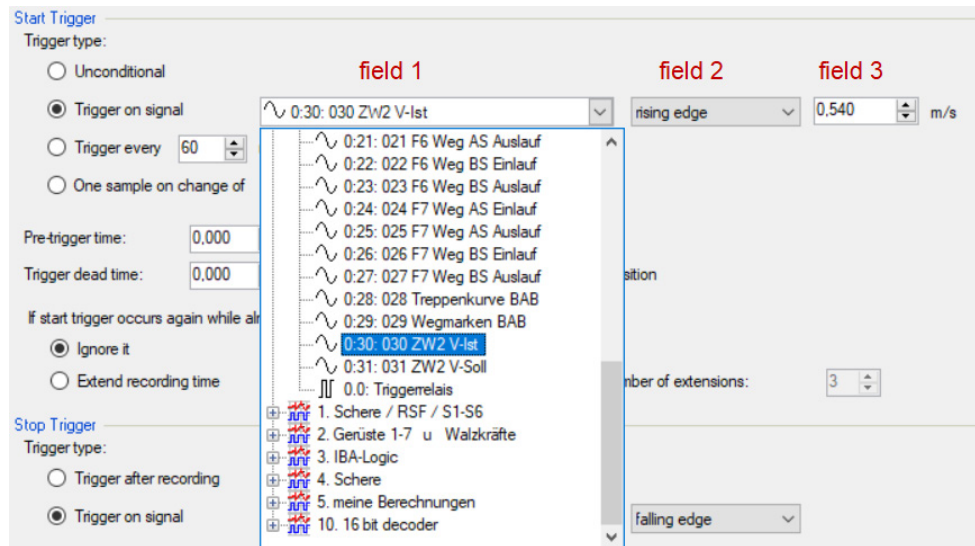 Start Trigger
Trigger type:
field 1 field 2 field 3
Unconditional
Trigger on signal 0:30: 030 ZW2 V-Ist rising edge 0,540 m/s
0:21: 021 F6 Weg AS Auslauf
Trigger every 60
0:22: 022 F6 Weg BS Einlauf
0:23: 023 F6 Weg BS Auslauf
One sample on change of
0:24: 024 F7 Weg AS Einlauf
0:25: 025 F7 Weg AS Auslauf
Pre-trigger time: 0,000
0:26: 026 F7 Weg BS Einlauf
Trigger dead time: 0,000 0:27: 027 F7 Weg BS Auslauf
0:28: 028 Treppenkurve BAB
If start trigger occurs again while 0:29: 029 Wegmarken BAB
Ignore it 0:30: 030 ZW2 V-Ist
0:31: 031 ZW2 V-Soll
Extend recording time 0.0: Triggerrelais of extensions: 3
1. Schere / RSF / S1-S6
Stop Trigger
2. Gerüste 1-7 u Walzkräfte
Trigger type:
3. IBA-Logic
Trigger after recording 4. Schere
5. meine Berechnungen
Trigger on signal 10. 16 bit decoder falling edge